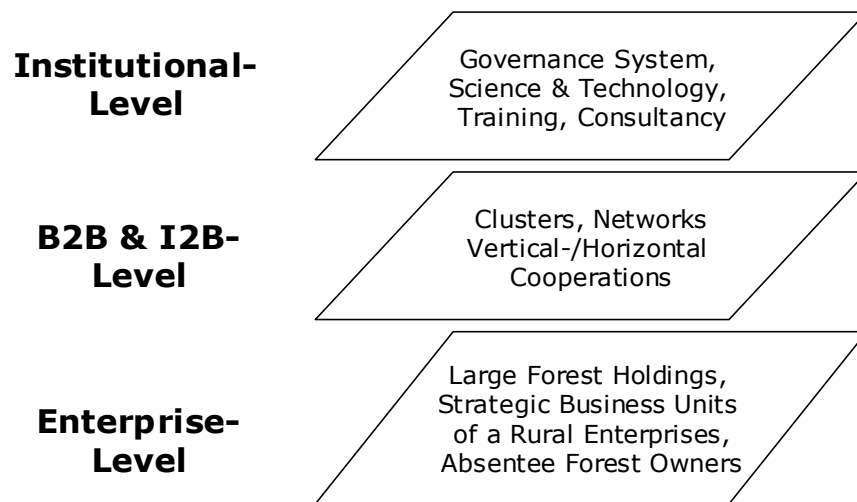 Institutional-
Level
Governance System,
Science & Technology,
Training, Consultancy
B2B & I2B-
Level
Clusters, Networks
Vertical-/Horizontal
Cooperations
Enterprise-
Level
Large Forest Holdings,
Strategic Business Units
of a Rural Enterprises,
Absentee Forest Owners